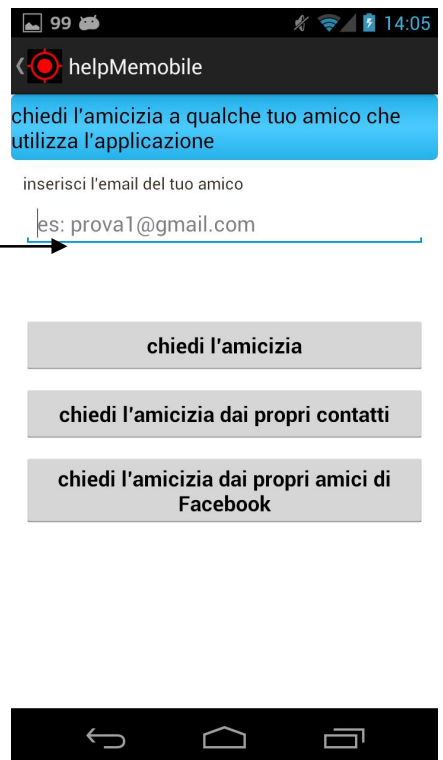 99 14:05
helpMemobile
chiedi l'amicizia a qualche tuo amico che
utilizza l'applicazione
inserisci l'email del tuo amico
es: prova1@gmail.com
chiedi l'amicizia
chiedi l'amicizia dai propri contatti
chiedi l'amicizia dai propri amici di
Facebook